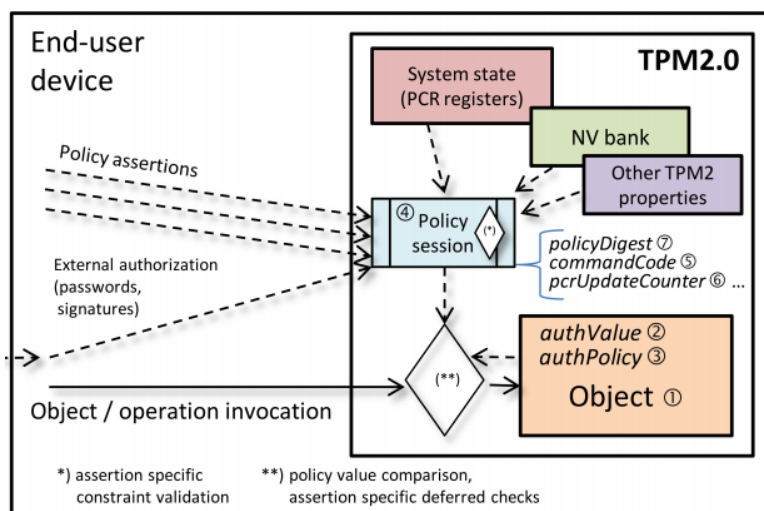 End-user
device
TPM2.0
System state
(PCR registers)
NV bank
Other TPM2
properties
Policy assertions
④ Policy
session
(*)
policyDigest ⑦
commandCode ⑤
pcrUpdateCounter ⑥ ...
External authorization
(passwords,
signatures)
authValue ②
authPolicy ③
Object ①
(**)
Object / operation invocation
*) assertion specific
constraint validation
**) policy value comparison,
assertion specific deferred checks